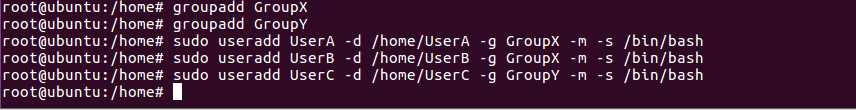 root@ubuntu:/home# groupadd GroupX
root@ubuntu:/home# groupadd GroupY
root@ubuntu:/home# sudo useradd UserA -d /home/UserA -g GroupX -m -s /bin/bash
root@ubuntu:/home# sudo useradd UserB -d /home/UserB -g GroupX -m -s /bin/bash
root@ubuntu:/home# sudo useradd UserC -d /home/UserC -g GroupY -m -s /bin/bash
root@ubuntu:/home#